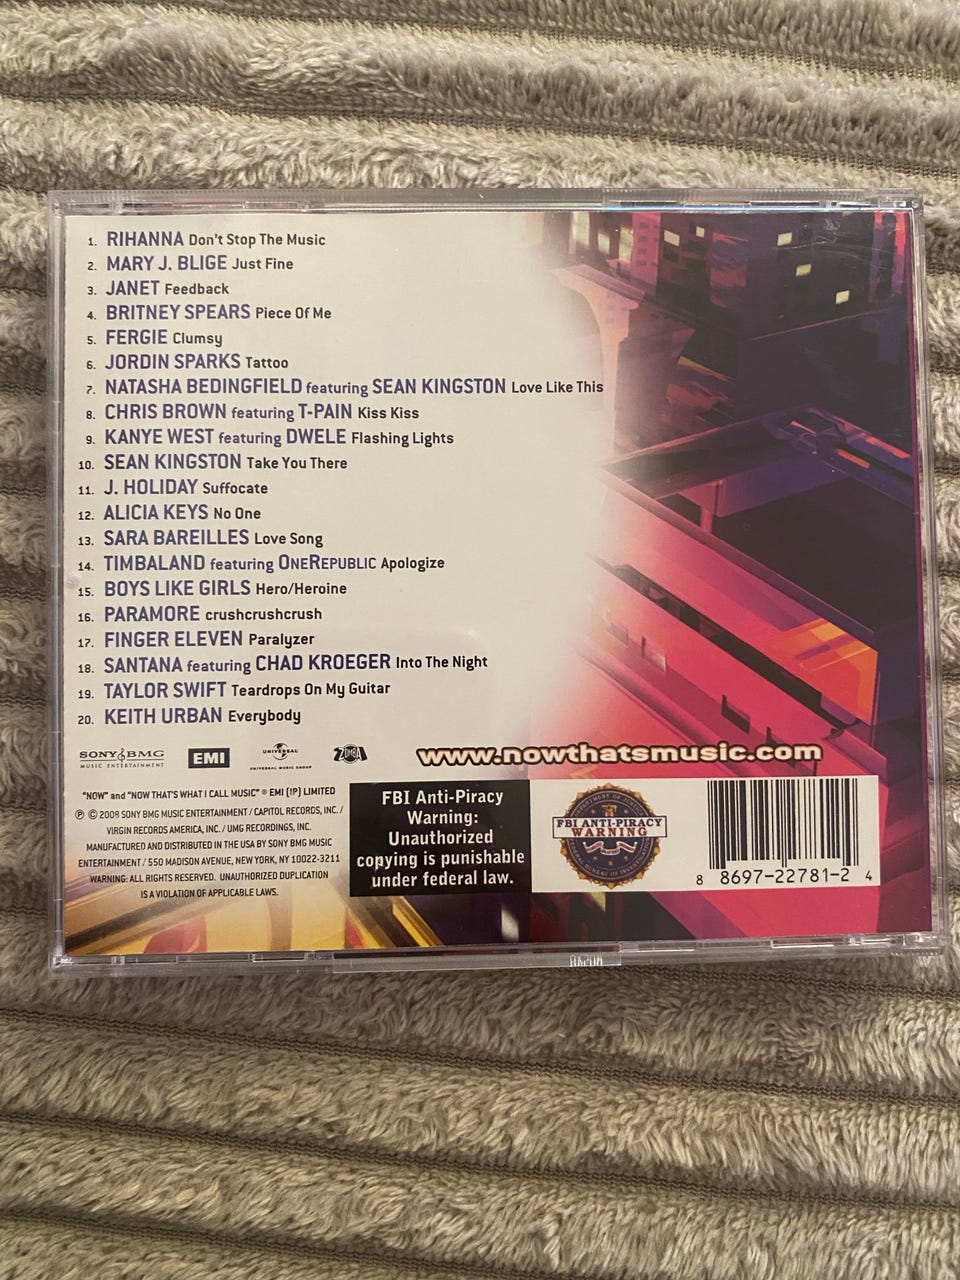 1. RIHANNA Don't Stop The Music
2. MARY J. BLIGE Just Fine
3. JANET Feedback
4. BRITNEY SPEARS Piece Of Me
5. FERGIE Clumsy
6. JORDIN SPARKS Tattoo
7. NATASHA BEDINGFIELD featuring SEAN KINGSTON Love Like This
8. CHRIS BROWN featuring T-PAIN Kiss Kiss
9. KANYE WEST featuring DWELE Flashing Lights
10. SEAN KINGSTON Take You There
11. J. HOLIDAY Suffocate
12. ALICIA KEYS No One
13. SARA BAREILLES Love Song
14. TIMBALAND featuring ONEREPUBLIC Apologize
15. BOYS LIKE GIRLS Hero/Heroine
16. PARAMORE crushcrushcrush
17. FINGER ELEVEN Paralyzer
18. SANTANA featuring CHAD KROEGER Into The Night
19. TAYLOR SWIFT Teardrops On My Guitar
20. KEITH URBAN Everybody
SONY BMG
MUSIC ENTERTAINMENT
EMI
UNIVERSAL
UNIVERSAL MUSIC GROUP
ZOMBA
www.nowthatsmusic.com
"NOW" and "NOW THAT'S WHAT I CALL MUSIC" ® EMI (IP) LIMITED
℗ © 2008 SONY BMG MUSIC ENTERTAINMENT / CAPITOL RECORDS, INC. /
VIRGIN RECORDS AMERICA, INC. / UMG RECORDINGS, INC.
MANUFACTURED AND DISTRIBUTED IN THE USA BY SONY BMG MUSIC
ENTERTAINMENT / 550 MADISON AVENUE, NEW YORK, NY 10022-3211
WARNING: ALL RIGHTS RESERVED. UNAUTHORIZED DUPLICATION
IS A VIOLATION OF APPLICABLE LAWS.
FBI Anti-Piracy
Warning:
Unauthorized
copying is punishable
under federal law.
DEPARTMENT OF JUSTICE
FBI ANTI-PIRACY
WARNING
FEDERAL BUREAU OF INVESTIGATION
8 8697-22781-2 4